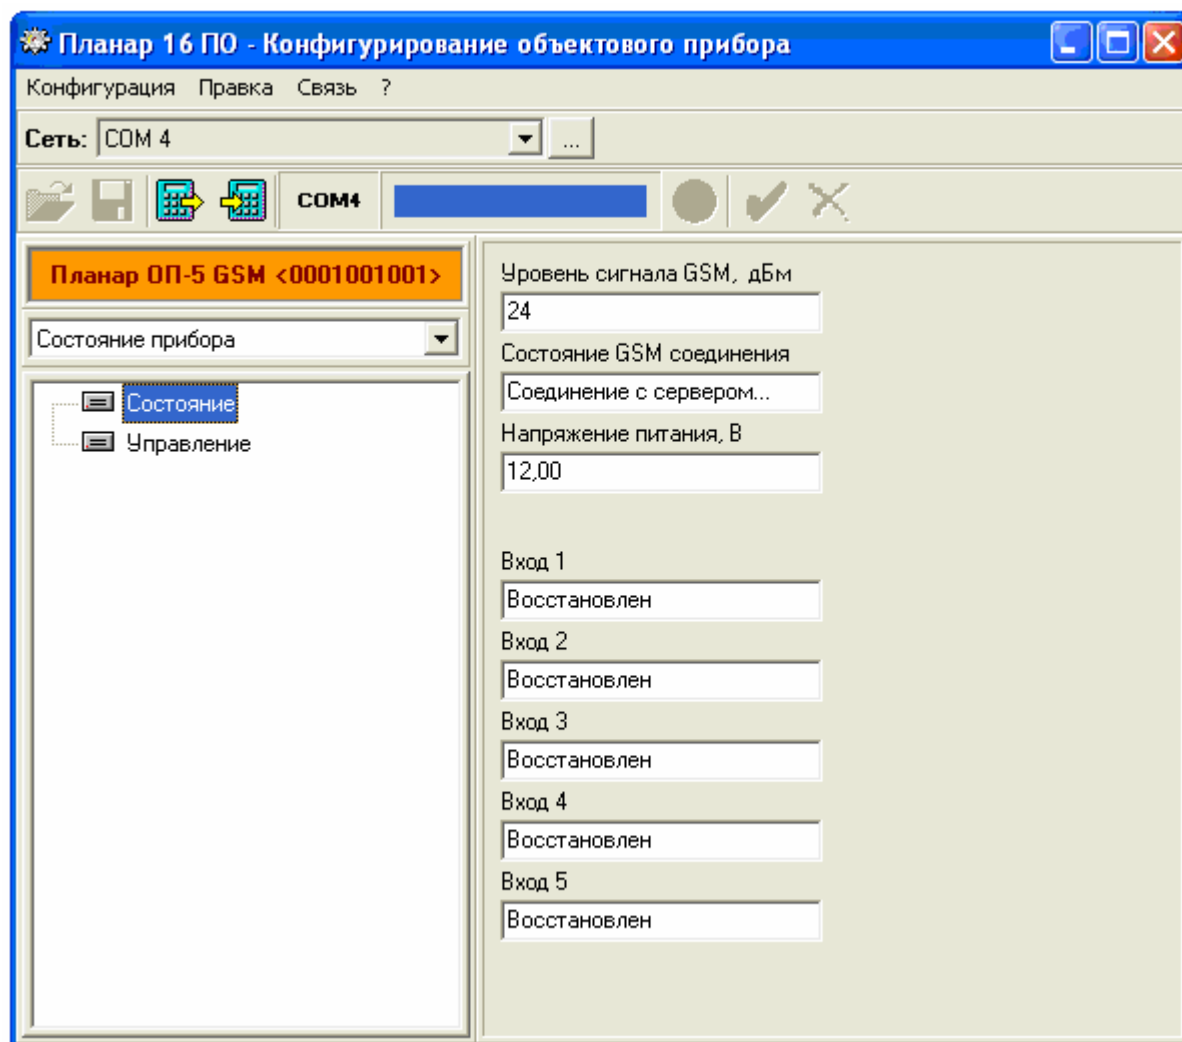 Планар 16 ПО - Конфигурирование объектового прибора
Конфигурация Правка Связь ?
Сеть: COM 4 ...
COM4
Планар ОП-5 GSM <0001001001>
Состояние прибора
Состояние
Управление
Уровень сигнала GSM, дБм
24
Состояние GSM соединения
Соединение с сервером...
Напряжение питания, В
12,00
Вход 1
Восстановлен
Вход 2
Восстановлен
Вход 3
Восстановлен
Вход 4
Восстановлен
Вход 5
Восстановлен